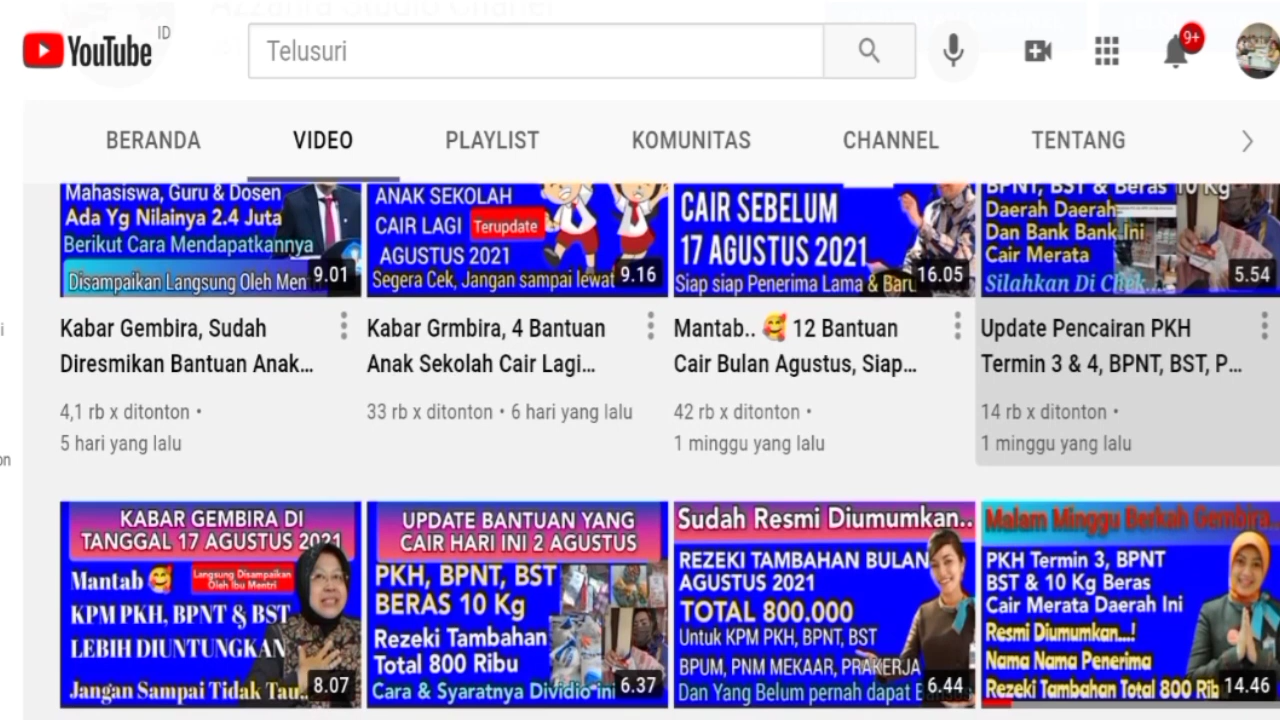 YouTube ID
Telusuri
9+
BERANDA
VIDEO
PLAYLIST
KOMUNITAS
CHANNEL
TENTANG
Mahasiswa, Guru & Dosen
Ada Yg Nilainya 2.4 Juta
Berikut Cara Mendapatkannya
Disampaikan Langsung Oleh Men
9.01
ANAK SEKOLAH
CAIR LAGI Terupdate
AGUSTUS 2021
Segera Cek, Jangan sampai lewat
9.16
CAIR SEBELUM
17 AGUSTUS 2021
Siap siap Penerima Lama & Baru
16.05
BPNT, BST & Beras 10 Kg
Daerah Daerah
Dan Bank Bank Ini
Cair Merata
Silahkan Di Chek...
5.54
Kabar Gembira, Sudah
Diresmikan Bantuan Anak...
4,1 rb x ditonton •
5 hari yang lalu
Kabar Grmbira, 4 Bantuan
Anak Sekolah Cair Lagi...
33 rb x ditonton • 6 hari yang lalu
Mantab.. 🥰 12 Bantuan
Cair Bulan Agustus, Siap...
42 rb x ditonton •
1 minggu yang lalu
Update Pencairan PKH
Termin 3 & 4, BPNT, BST, P...
14 rb x ditonton •
1 minggu yang lalu
KABAR GEMBIRA DI
TANGGAL 17 AGUSTUS 2021
Mantab🥰
Langsung Disampaikan
Oleh Ibu Mentri
KPM PKH, BPNT & BST
LEBIH DIUNTUNGKAN
Jangan Sampai Tidak Tau..
8.07
UPDATE BANTUAN YANG
CAIR HARI INI 2 AGUSTUS
PKH, BPNT, BST
BERAS 10 Kg
Rezeki Tambahan
Total 800 Ribu
Cara & Syaratnya Dividio ini
6.37
Sudah Resmi Diumumkan..
REZEKI TAMBAHAN BULAN
AGUSTUS 2021
TOTAL 800.000
Untuk KPM PKH, BPNT, BST
BPUM, PNM MEKAAR, PRAKERJA
Dan Yang Belum pernah dapat
6.44
Malam Minggu Berkah Gembira..
PKH Termin 3, BPNT
BST & 10 Kg Beras
Cair Merata Daerah Ini
Resmi Diumumkan...!
Nama Nama Penerima
Rezeki Tambahan Total 800 Rib
14.46